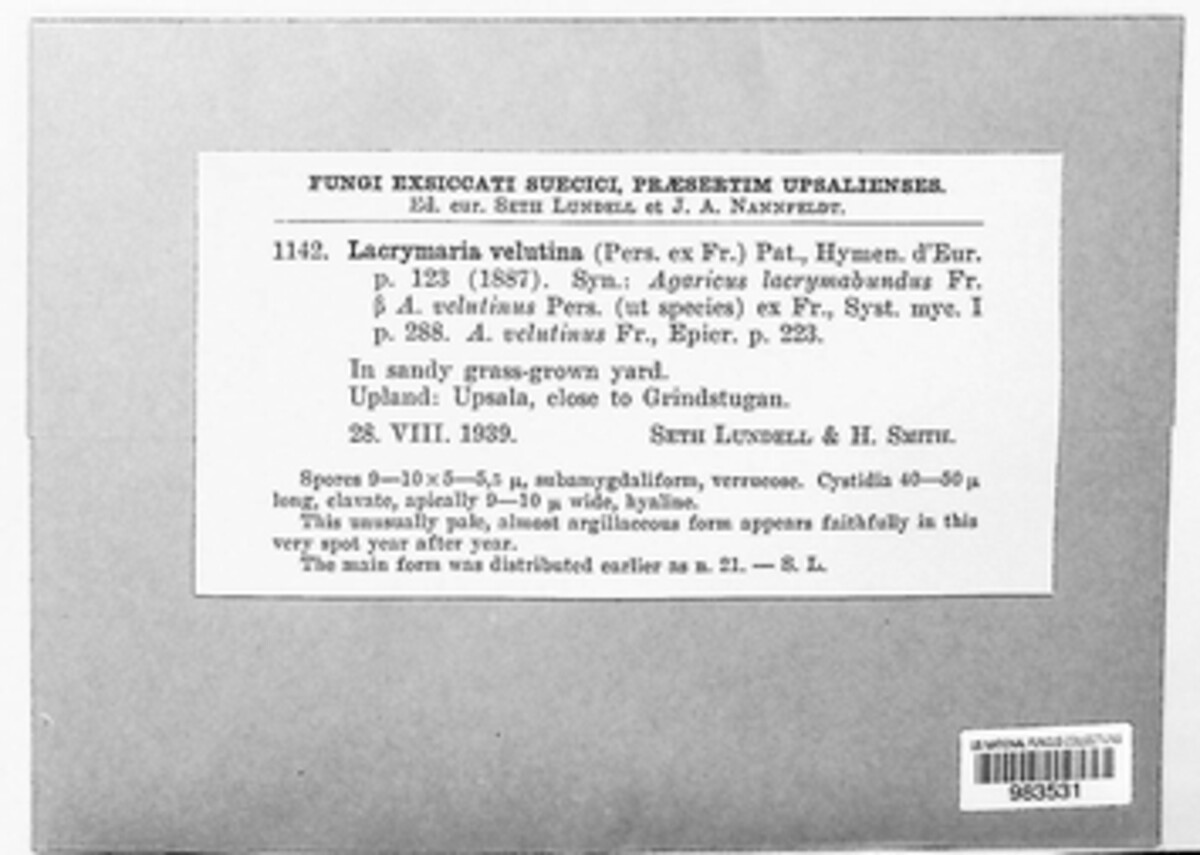 FUNGI EXSICCATI SUECICI, PRÆSERTIM UPSALIENSES.
Ed. cur. SETH LUNDELL et J. A. NANNFELDT.
1142. Lacrymaria velutina (Pers. ex Fr.) Pat., Hymen. d'Eur.
p. 123 (1887). Syn.: Agaricus lacrymabundus Fr.
β A. velutinus Pers. (ut species) ex Fr., Syst. myc. I
p. 288. A. velutinus Fr., Epicr. p. 223.
In sandy grass-grown yard.
Upland: Upsala, close to Grindstugan.
28. VIII. 1939. SETH LUNDELL & H. SMITH.
Spores 9—10×5—5,5 μ, subamygdaliform, verrucose. Cystidia 40—50 μ
long, clavate, apically 9—10 μ wide, hyaline.
This unusually pale, almost argillaceous form appears faithfully in this
very spot year after year.
The main form was distributed earlier as n. 21. — S. L.
US NATIONAL FUNGUS COLLECTIONS
983531